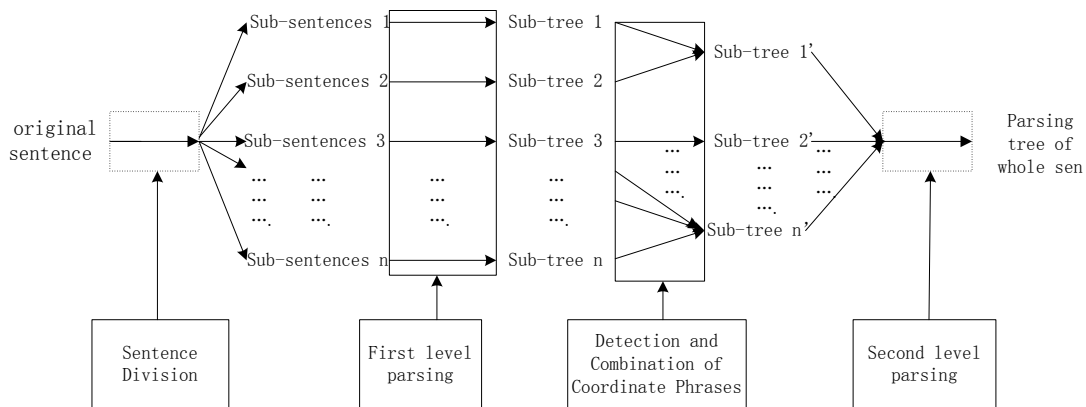 original
sentence
Sub-sentences 1
Sub-sentences 2
Sub-sentences 3
… …
…. ….
Sub-sentences n
…
….
Sub-tree 1
Sub-tree 2
Sub-tree 3
…
….
Sub-tree n
…
….
Sub-tree 1'
Sub-tree 2'
…
….
…
….
Sub-tree n'
Parsing
tree of
whole sen
Sentence
Division
First level
parsing
Detection and
Combination of
Coordinate Phrases
Second level
parsing